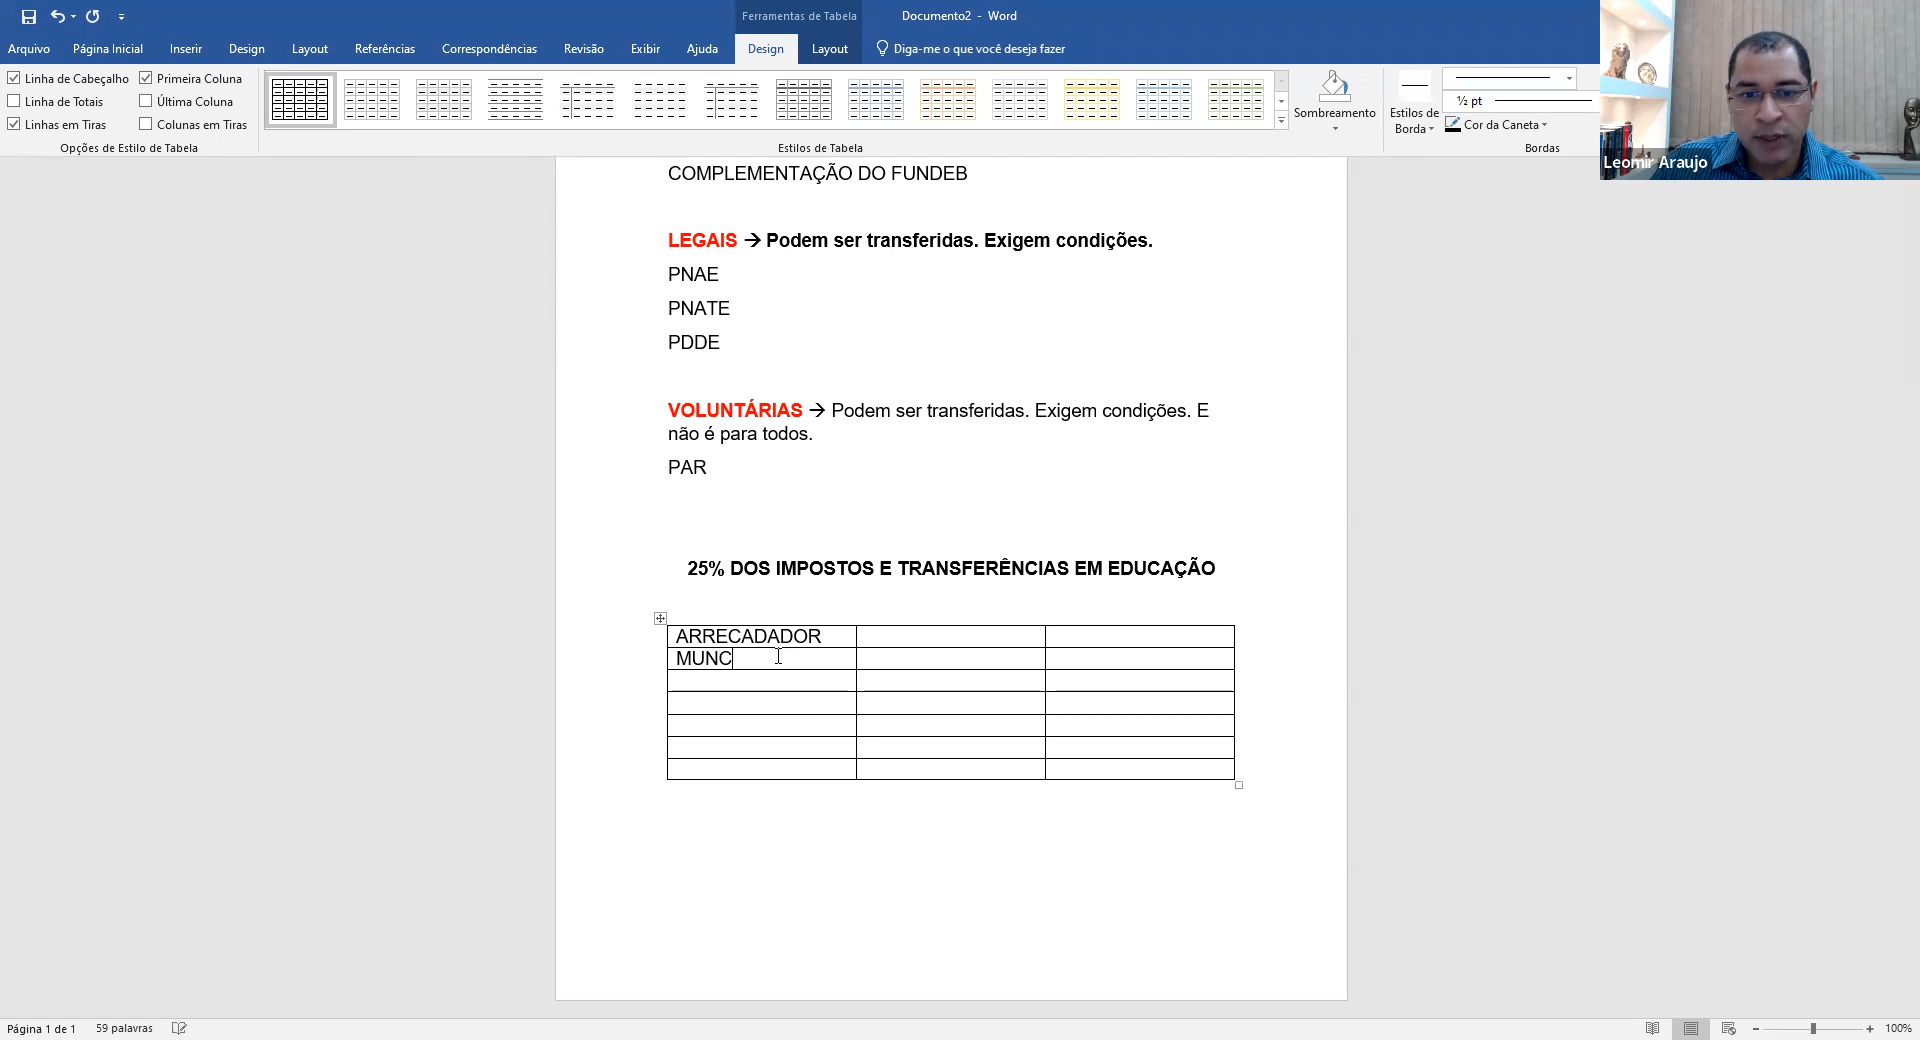 Ferramentas de Tabela
Documento2 - Word
Arquivo
Página Inicial
Inserir
Design
Layout
Referências
Correspondências
Revisão
Exibir
Ajuda
Design
Layout
Diga-me o que você deseja fazer
Linha de Cabeçalho
Primeira Coluna
Linha de Totais
Última Coluna
Linhas em Tiras
Colunas em Tiras
Opções de Estilo de Tabela
Estilos de Tabela
Sombreamento
Estilos de
Borda
½ pt
Cor da Caneta
Bordas
Leomir Araujo
COMPLEMENTAÇÃO DO FUNDEB
LEGAIS → Podem ser transferidas. Exigem condições.
PNAE
PNATE
PDDE
VOLUNTÁRIAS → Podem ser transferidas. Exigem condições. E
não é para todos.
PAR
25% DOS IMPOSTOS E TRANSFERÊNCIAS EM EDUCAÇÃO
ARRECADADOR
MUNC
Página 1 de 1
59 palavras
100%